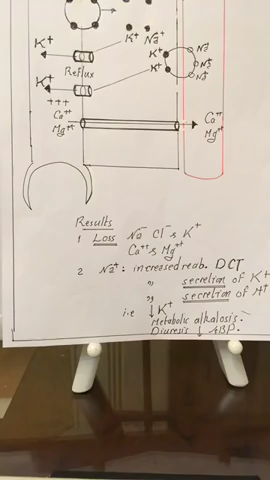 K+ Na++
K+ Na+
K+ Na+
Reflux Na+
K+
+++
Ca++ Ca++
Mg++ Mg++
Results
1 Loss Na Cl- & K+
Ca++ & Mg++
2 Na+: increased reab. DCT
" secretion of K+
" secretion of H+
i.e ↓ K+
Metabolic alkalosis.
Diuresis ↓ ABP.